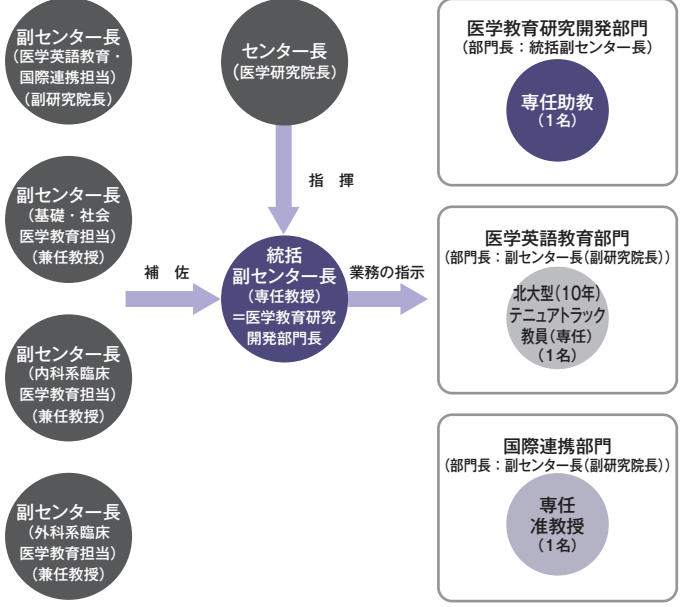 副センター長
(医学英語教育・
国際連携担当)
(副研究院長)
副センター長
(基礎・社会
医学教育担当)
(兼任教授)
副センター長
(内科系臨床
医学教育担当)
(兼任教授)
副センター長
(外科系臨床
医学教育担当)
(兼任教授)
補 佐
センター長
(医学研究院長)
指 揮
統括
副センター長
(専任教授)
=医学教育研究
開発部門長
業務の指示
医学教育研究開発部門
(部門長:統括副センター長)
専任助教
(1名)
医学英語教育部門
(部門長:副センター長(副研究院長))
北大型(10年)
テニュアトラック
教員(専任)
(1名)
国際連携部門
(部門長:副センター長(副研究院長))
専任
准教授
(1名)